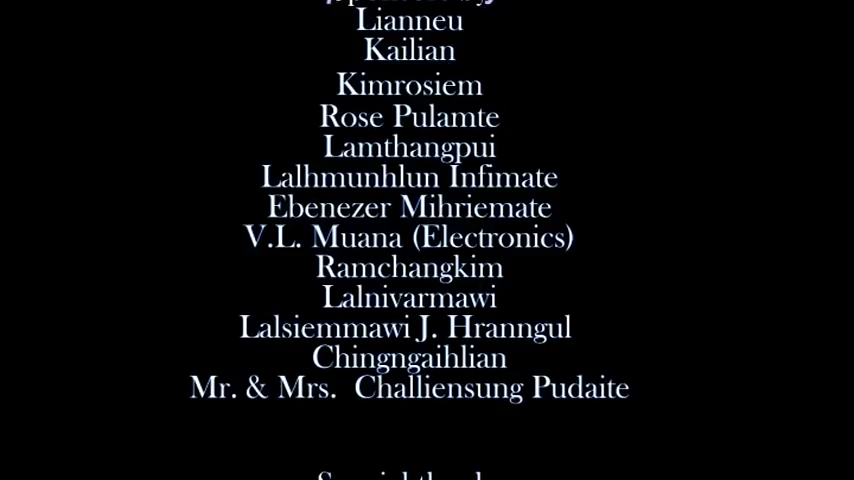 Lianneu
Kailian
Kimrosiem
Rose Pulamte
Lamthangpui
Lalhmunhlun Infimate
Ebenezer Mihriemate
V.L. Muana (Electronics)
Ramchangkim
Lalnivarmawi
Lalsiemmawi J. Hranngul
Chingngaihlian
Mr. & Mrs. Challiensung Pudaite